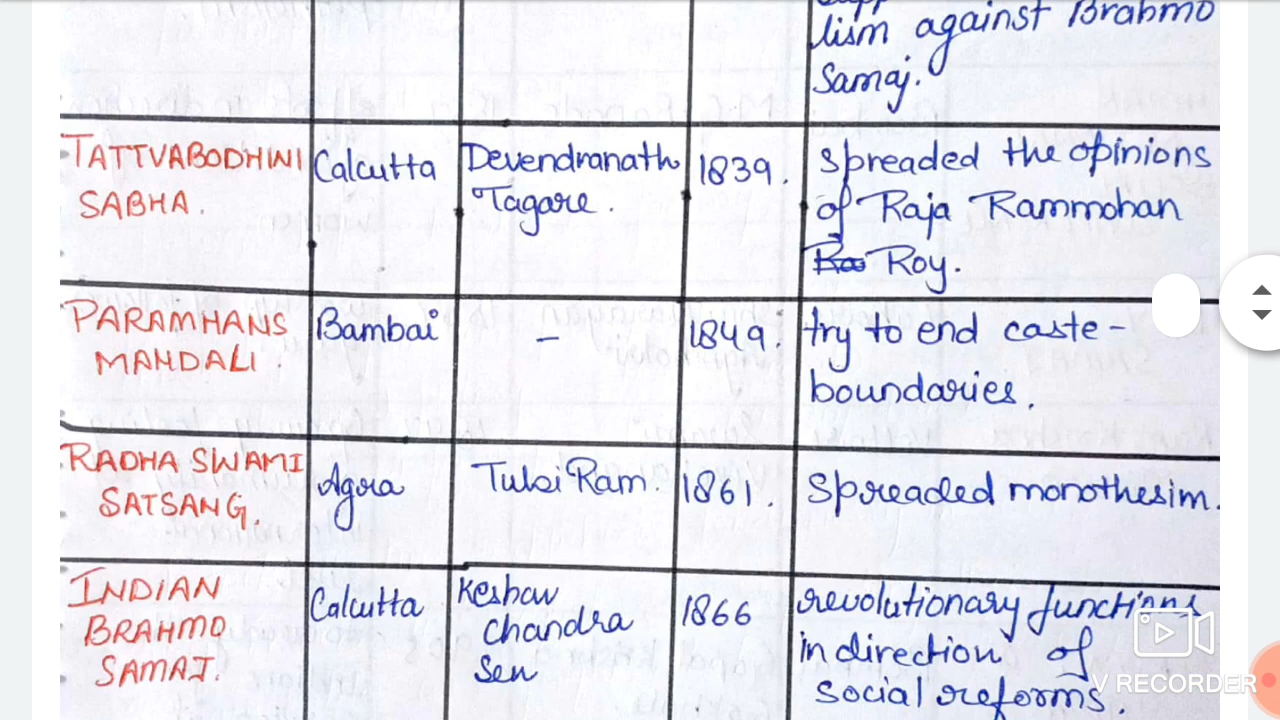 lism against Brahmo
Samaj.
TATTVABODHINI
SABHA.
Calcutta
Devendranath
Tagare.
1839.
spreaded the opinions
of Raja Rammohan
Roy.
PARAMHANS
MANDALI.
Bambai
-
1849.
try to end caste-
boundaries.
RADHA SWAMI
SATSANG.
Agra
Tulsi Ram.
1861.
Spreaded monothesim.
INDIAN
BRAHMO
SAMAJ.
Calcutta
Keshav
Chandra
Sen
1866
revolutionary functions
in direction of
social reforms.
V RECORDER